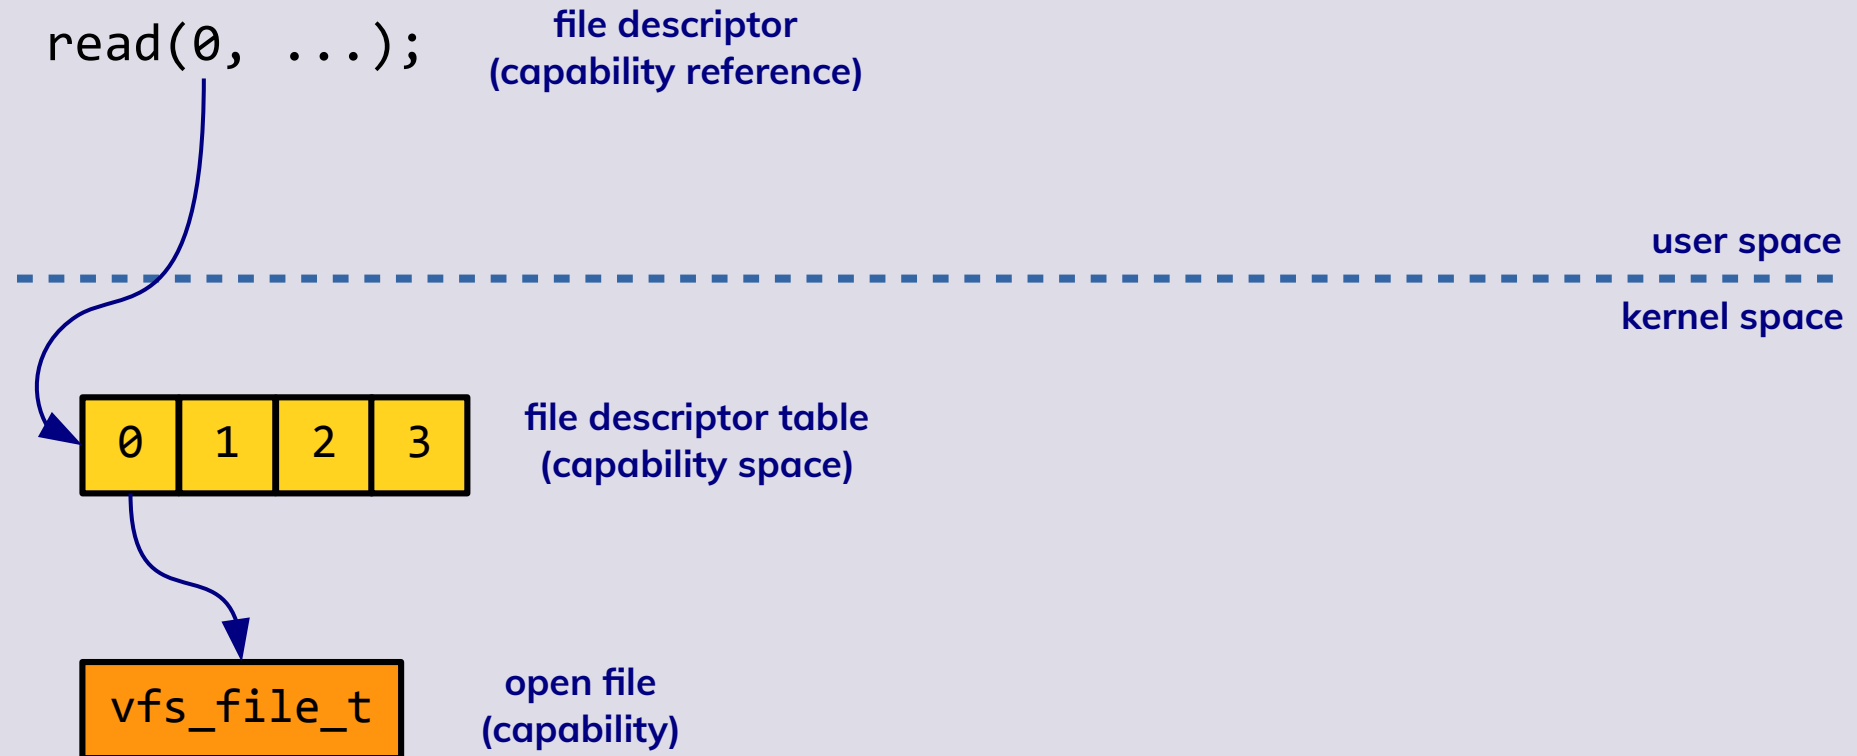 read(0, ...);
file descriptor
(capability reference)
user space
kernel space
0 1 2 3
file descriptor table
(capability space)
vfs_file_t
open file
(capability)